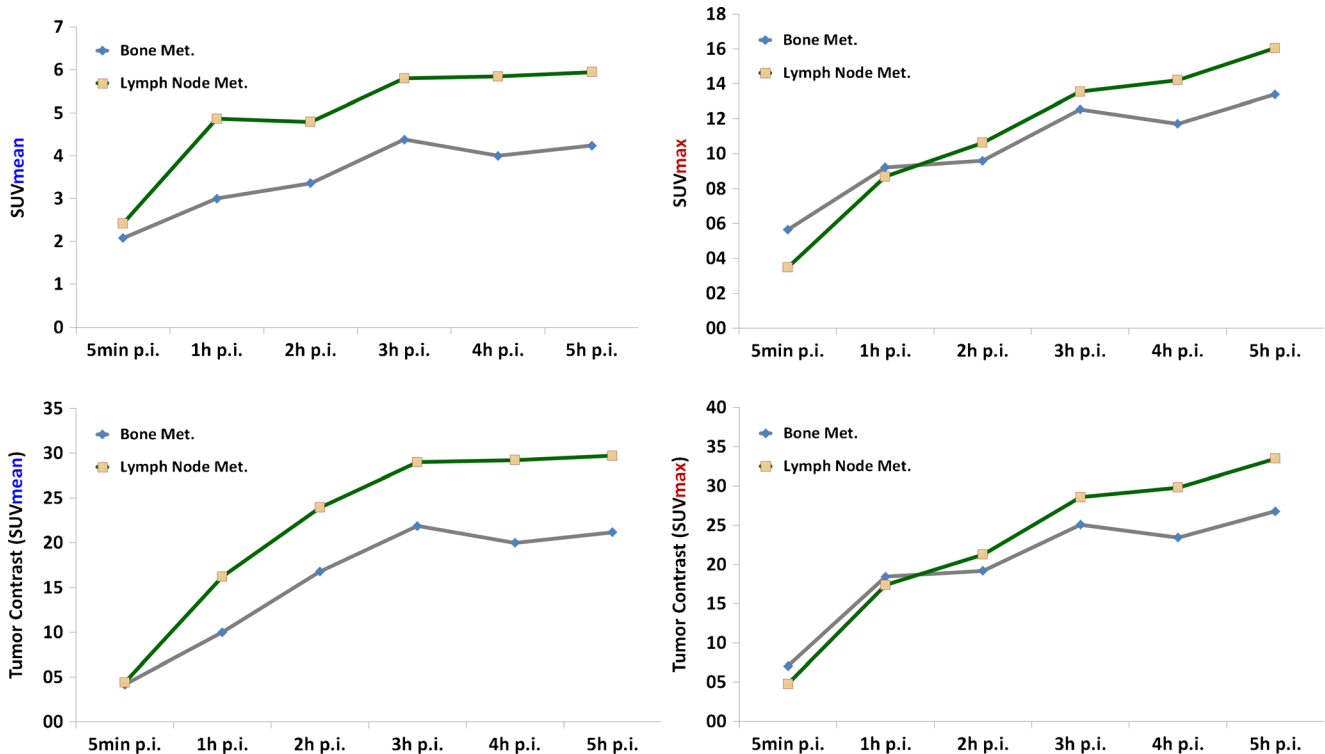 7
6
5
4
3
2
1
0
SUVmean
Bone Met.
Lymph Node Met.
5min p.i. 1h p.i. 2h p.i. 3h p.i. 4h p.i. 5h p.i.
18
16
14
12
10
08
06
04
02
00
SUVmax
Bone Met.
Lymph Node Met.
5min p.i. 1h p.i. 2h p.i. 3h p.i. 4h p.i. 5h p.i.
35
30
25
20
15
10
05
00
Tumor Contrast (SUVmean)
Bone Met.
Lymph Node Met.
5min p.i. 1h p.i. 2h p.i. 3h p.i. 4h p.i. 5h p.i.
40
35
30
25
20
15
10
05
00
Tumor Contrast (SUVmax)
Bone Met.
Lymph Node Met.
5min p.i. 1h p.i. 2h p.i. 3h p.i. 4h p.i. 5h p.i.